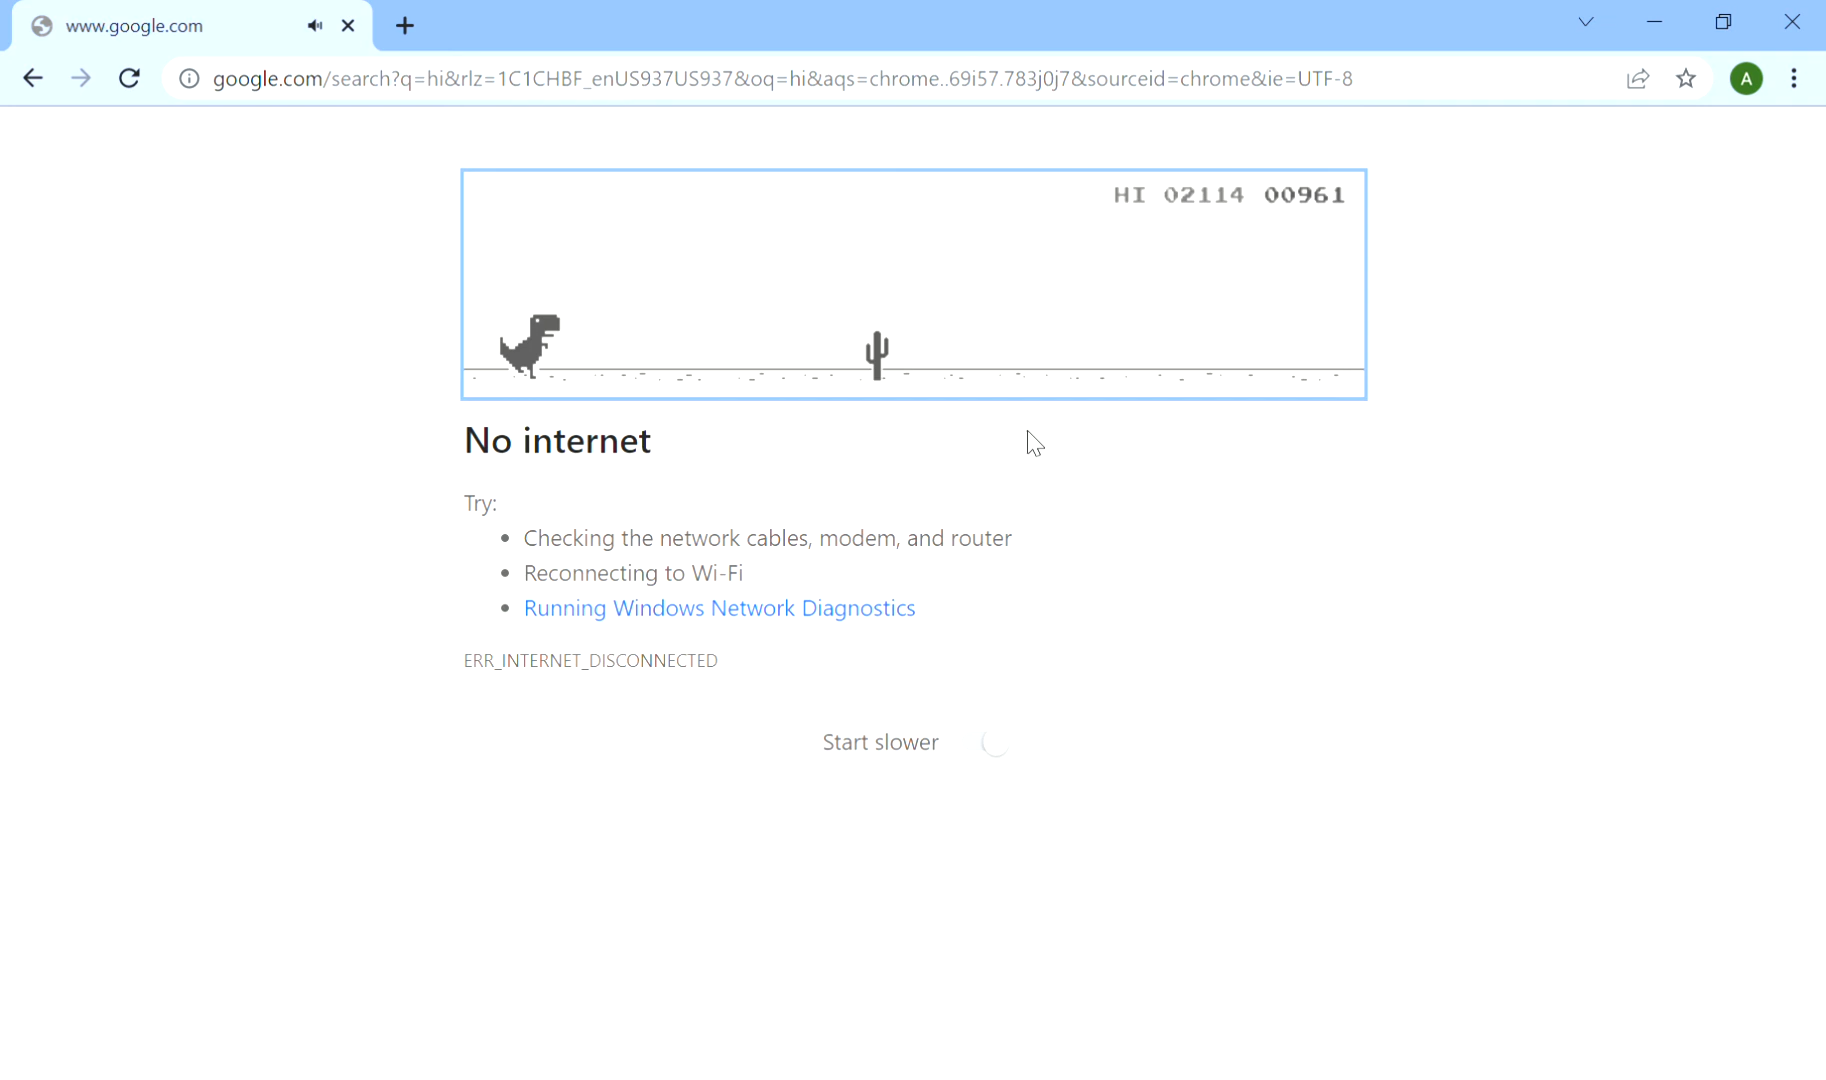 www.google.com
google.com/search?q=hi&rlz=1C1CHBF_enUS937US937&oq=hi&aqs=chrome..69i57.783j0j7&sourceid=chrome&ie=UTF-8
A
HI 02114 00961
No internet
Try:
Checking the network cables, modem, and router
Reconnecting to Wi-Fi
Running Windows Network Diagnostics
ERR_INTERNET_DISCONNECTED
Start slower